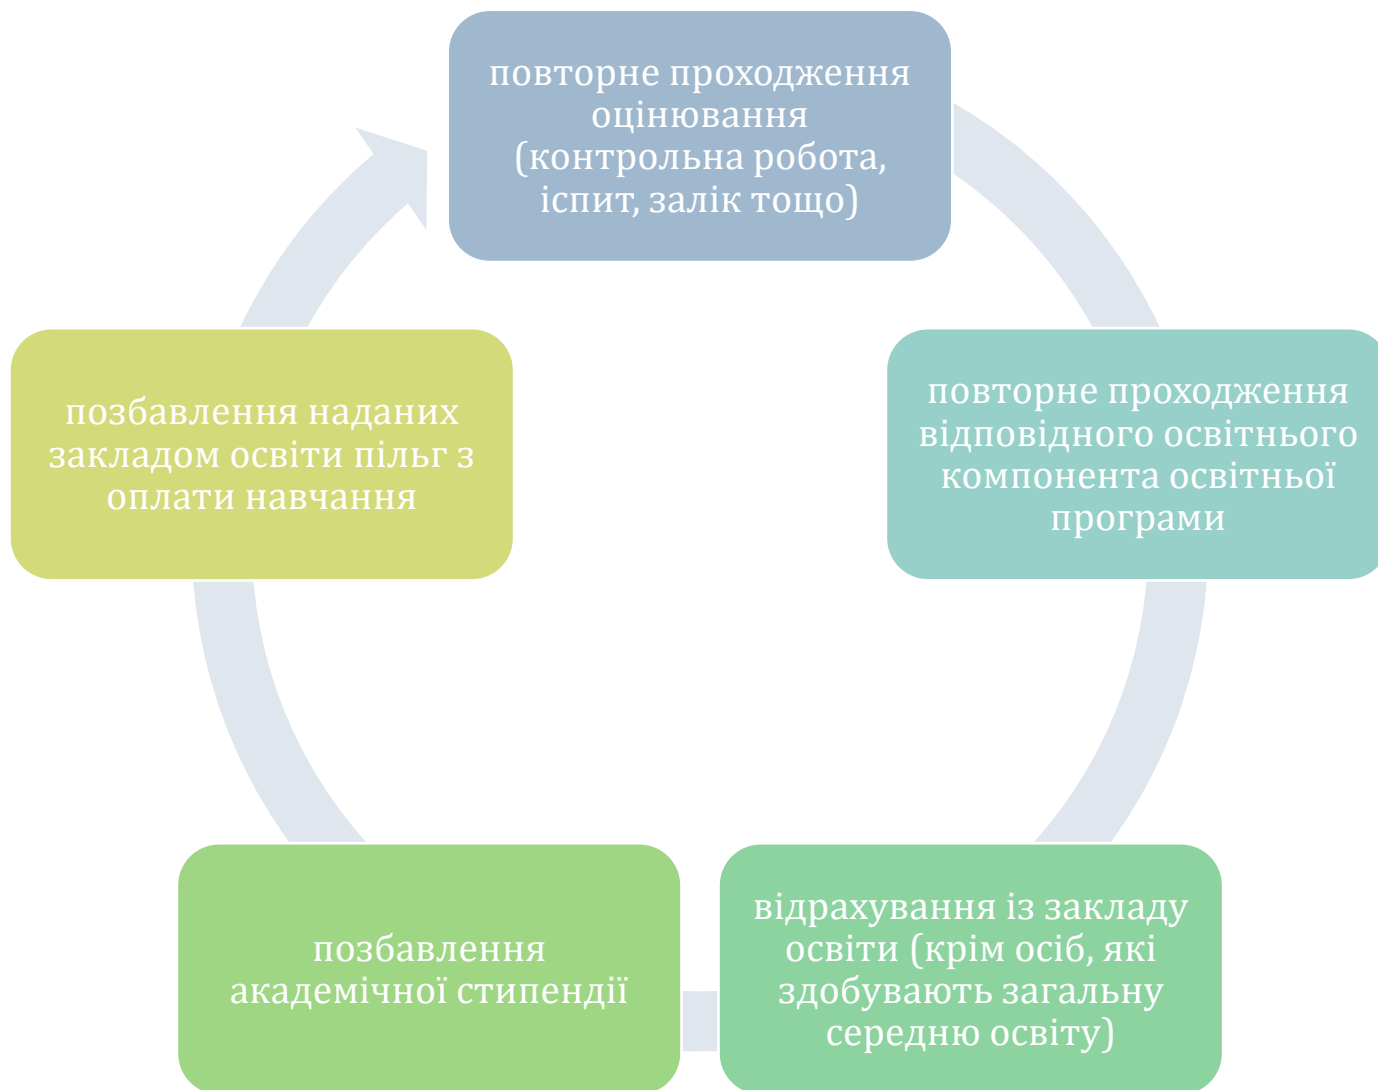 повторне проходження
оцінювання
(контрольна робота,
іспит, залік тощо)
повторне проходження
відповідного освітнього
компонента освітньої
програми
відрахування із закладу
освіти (крім осіб, які
здобувають загальну
середню освіту)
позбавлення
академічної стипендії
позбавлення наданих
закладом освіти пільг з
оплати навчання